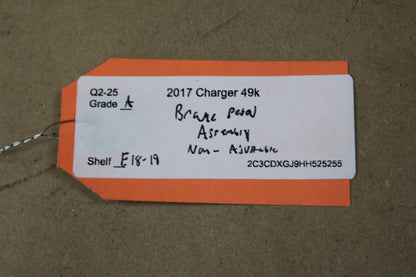 Q2-25 2017 Charger 49k
Grade A
Brake Pedal
Assembly
Non-Adjustable
Shelf E18-19 2C3CDXGJ9HH525255